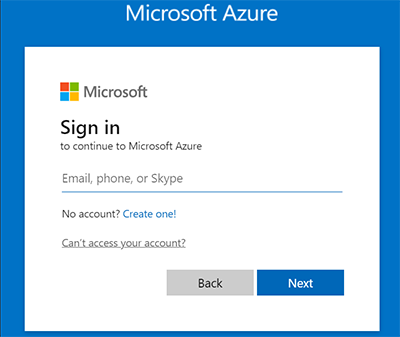 Microsoft Azure
Microsoft
Sign in
to continue to Microsoft Azure
Email, phone, or Skype
No account? Create one!
Can't access your account?
Back Next